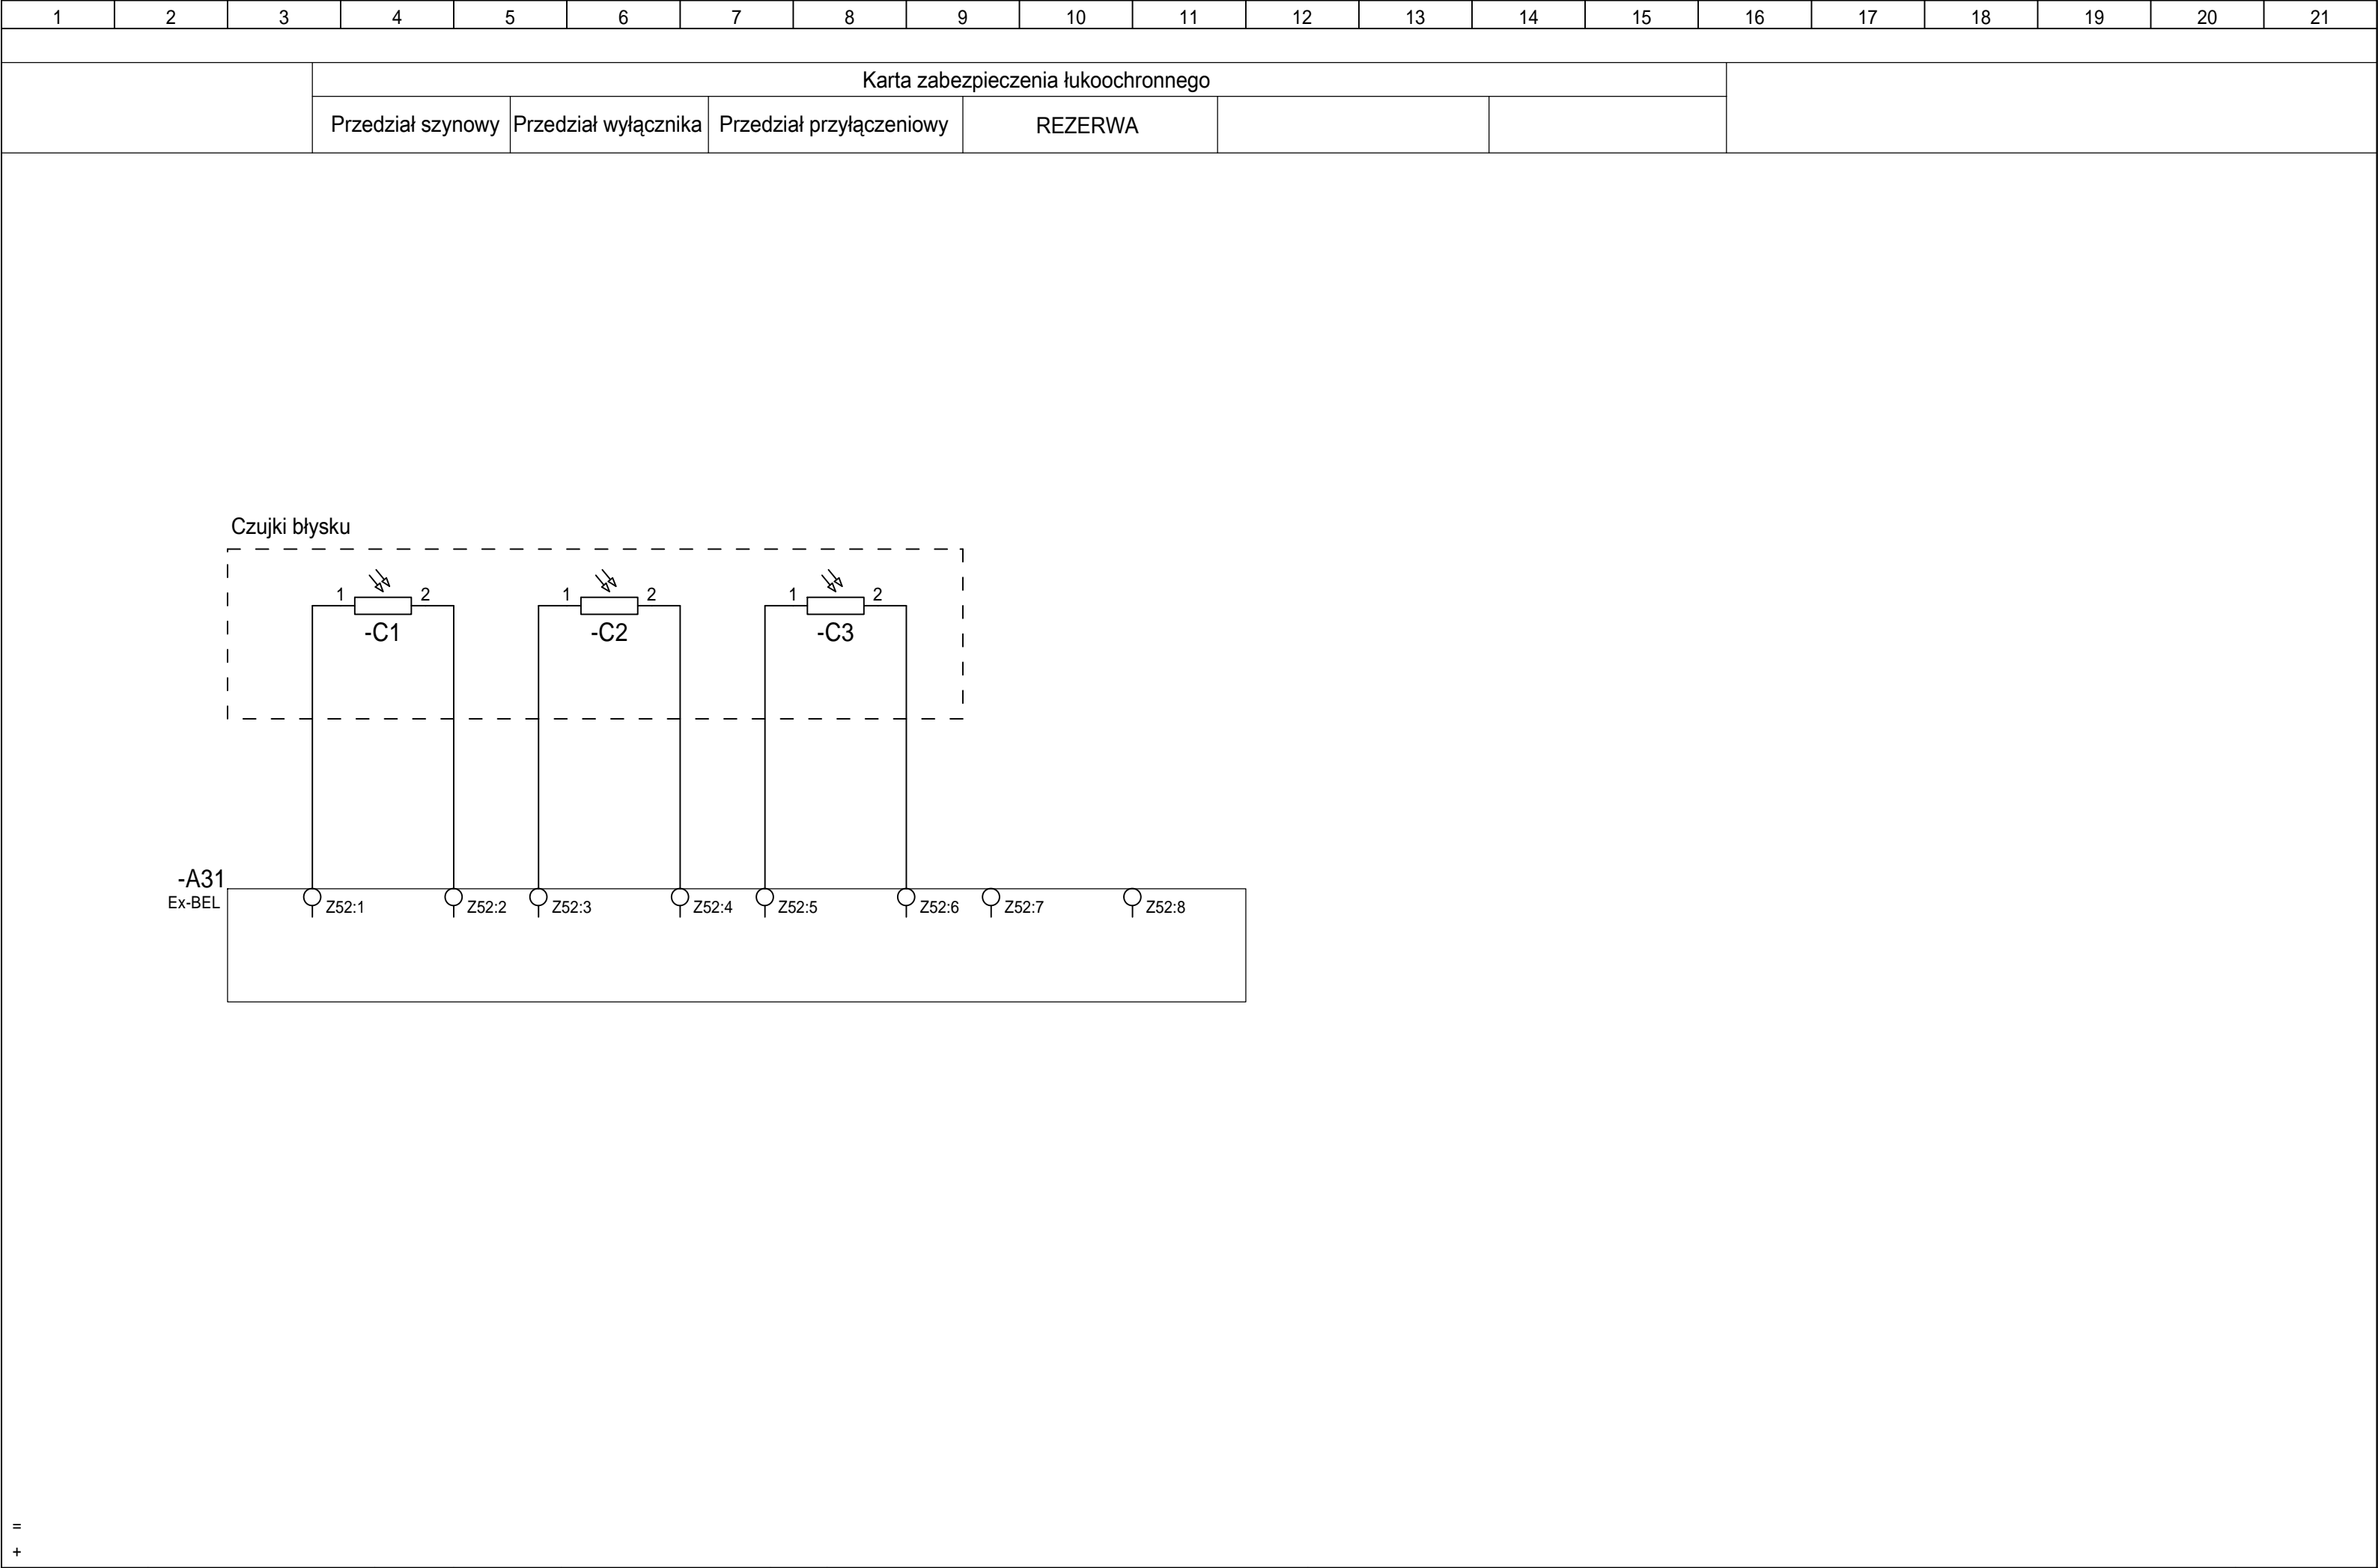 1 2 3 4 5 6 7 8 9 10 11 12 13 14 15 16 17 18 19 20 21
Karta zabezpieczenia łukoochronnego
Przedział szynowy Przedział wyłącznika Przedział przyłączeniowy REZERWA
Czujki błysku
1 2 1 2 1 2
-C1 -C2 -C3
-A31
Ex-BEL Z52:1 Z52:2 Z52:3 Z52:4 Z52:5 Z52:6 Z52:7 Z52:8
=
+